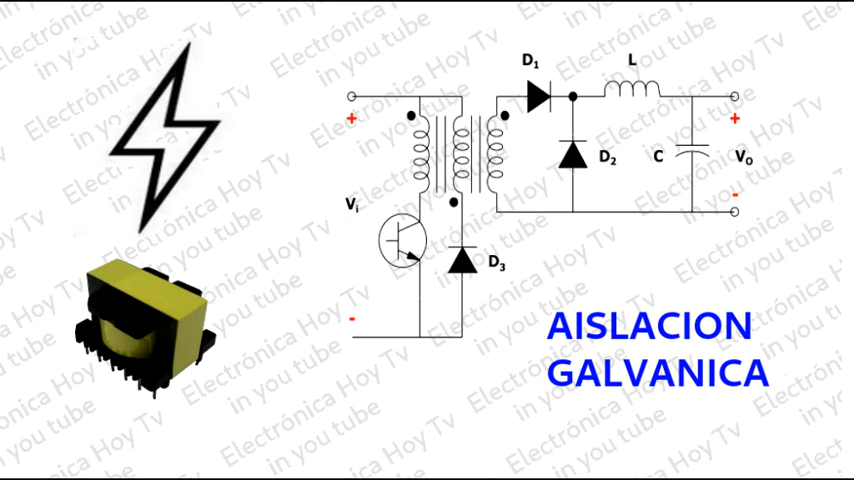 Electrónica Hoy Tv
in you tube
D1
L
+
+
D2
C
VO
Vi
-
D3
-
AISLACION
GALVANICA